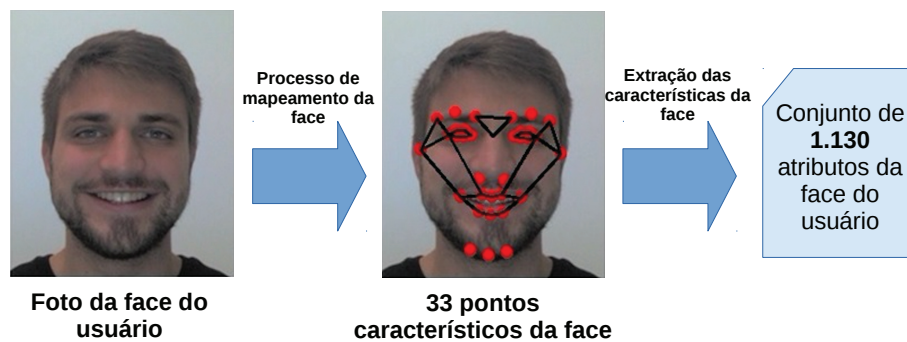 Processo de
mapeamento da
face
Extração das
características da
face
Conjunto de
1.130
atributos da
face do
usuário
Foto da face do
usuário
33 pontos
característicos da face